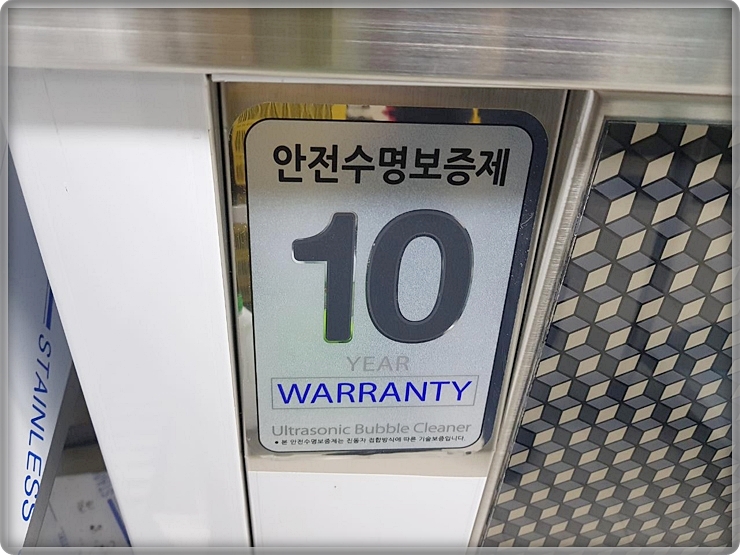 안전수명보증제
10
YEAR
WARRANTY
Ultrasonic Bubble Cleaner
● 본 안전수명보증제는 진동자 접합방식에 따른 기술보증입니다.
STAINLESS